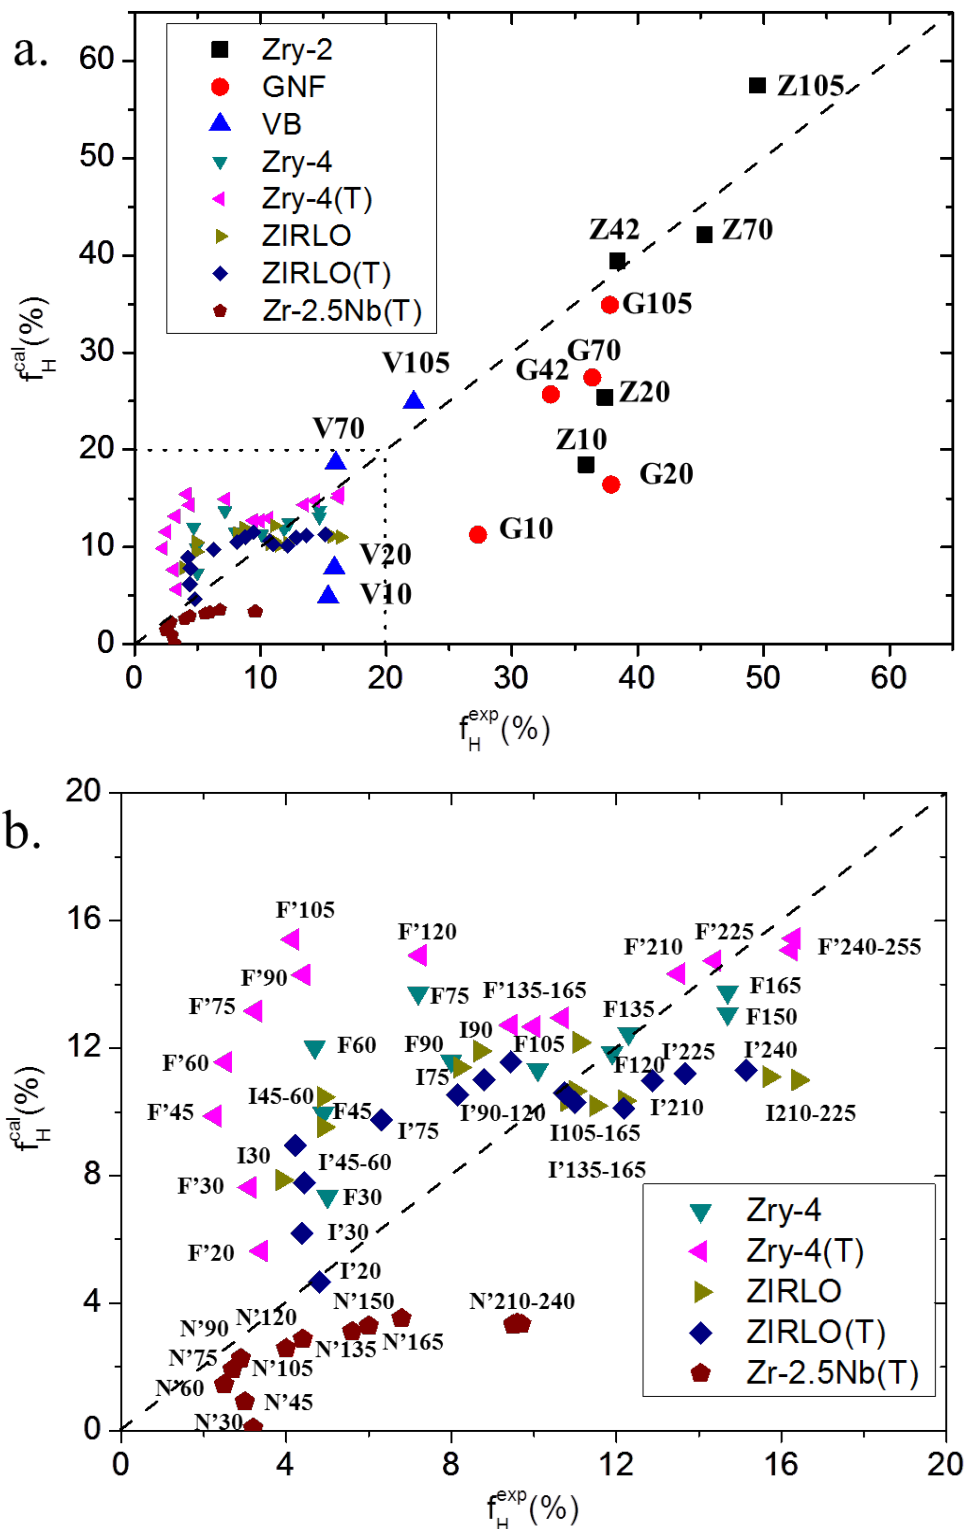 a.
60
50
40
30
20
10
0
f_H^cal(%)
Zry-2
GNF
VB
Zry-4
Zry-4(T)
ZIRLO
ZIRLO(T)
Zr-2.5Nb(T)
Z105
Z42
Z70
G105
G70
V105
G42
Z20
V70
Z10
G20
G10
V20
V10
0 10 20 30 40 50 60
f_H^exp(%)
b.
20
16
12
8
4
0
f_H^cal(%)
F'105
F'120
F'225
F'210
F'240-255
F'90
F'75
F75
F'135-165
F165
F135
F150
F'60
F60
F90
I90
F105
F120
I'225
I'240
I75
I45-60
F45
F'45
I'90-120
I'210
I210-225
I'75
I105-165
I30
I'45-60
I'135-165
F'30
F30
F'20
I'30
I'20
N'150
N'210-240
N'120
N'90
N'135
N'165
N'75
N'105
N'60
N'45
N'30
Zry-4
Zry-4(T)
ZIRLO
ZIRLO(T)
Zr-2.5Nb(T)
0 4 8 12 16 20
f_H^exp(%)